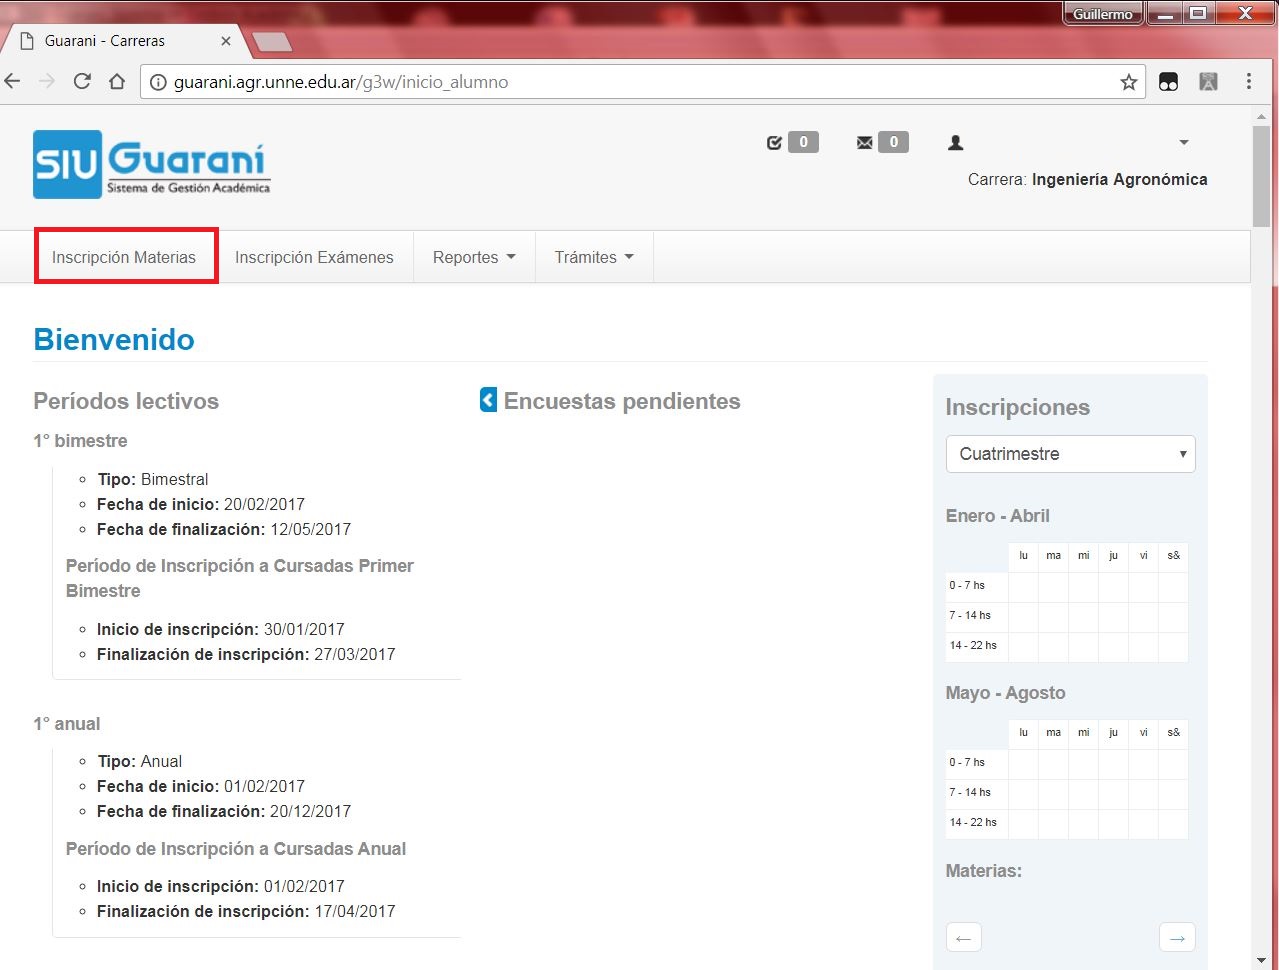 Guillermo
Guarani - Carreras
guarani.agr.unne.edu.ar/g3w/inicio_alumno
SIU Guaraní
Sistema de Gestión Académica
0
0
Carrera: Ingeniería Agronómica
Inscripción Materias
Inscripción Exámenes
Reportes
Trámites
Bienvenido
Períodos lectivos
1° bimestre
Tipo: Bimestral
Fecha de inicio: 20/02/2017
Fecha de finalización: 12/05/2017
Período de Inscripción a Cursadas Primer
Bimestre
Inicio de inscripción: 30/01/2017
Finalización de inscripción: 27/03/2017
1° anual
Tipo: Anual
Fecha de inicio: 01/02/2017
Fecha de finalización: 20/12/2017
Período de Inscripción a Cursadas Anual
Inicio de inscripción: 01/02/2017
Finalización de inscripción: 17/04/2017
Encuestas pendientes
Inscripciones
Cuatrimestre
Enero - Abril
lu ma mi ju vi s&
0 - 7 hs
7 - 14 hs
14 - 22 hs
Mayo - Agosto
lu ma mi ju vi s&
0 - 7 hs
7 - 14 hs
14 - 22 hs
Materias:
← →